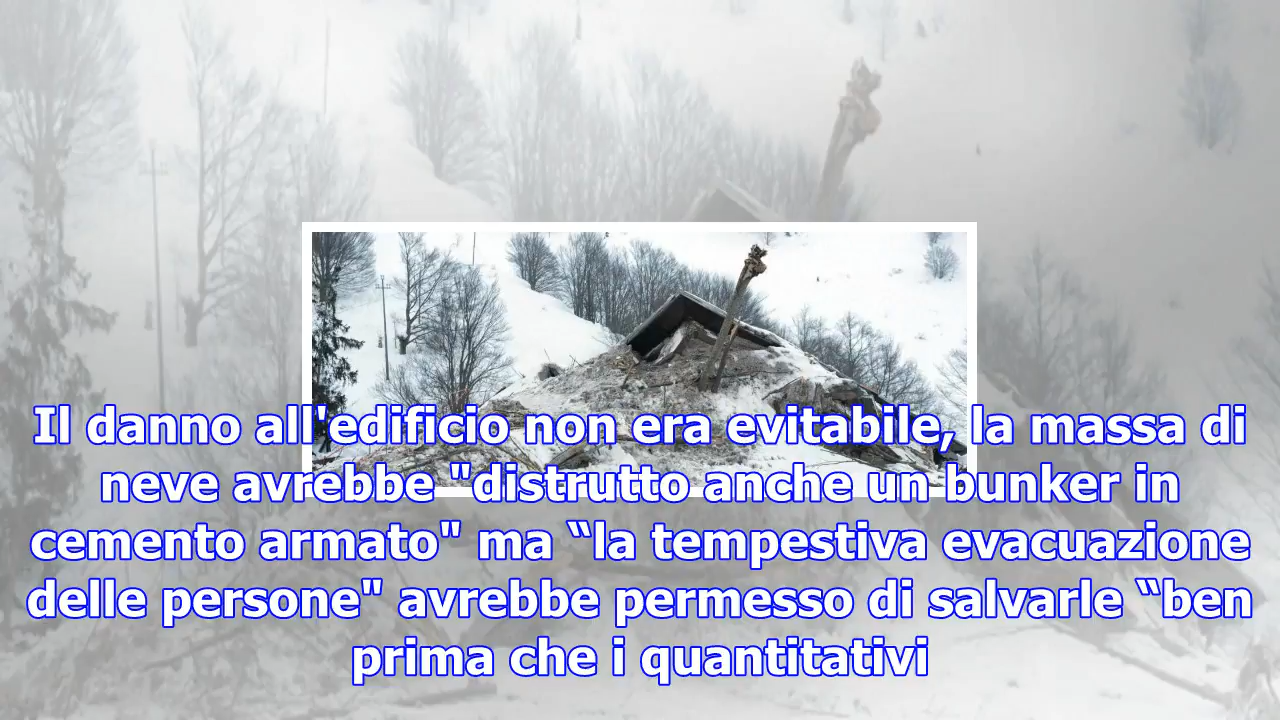 Il danno all'edificio non era evitabile, la massa di
neve avrebbe "distrutto anche un bunker in
cemento armato" ma “la tempestiva evacuazione
delle persone" avrebbe permesso di salvarle “ben
prima che i quantitativi